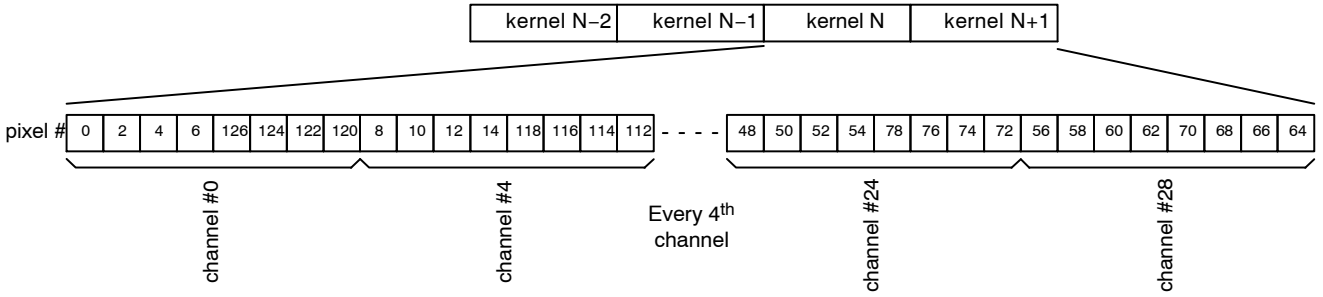 kernel N−2 kernel N−1 kernel N kernel N+1
pixel # 0 2 4 6 126 124 122 120 8 10 12 14 118 116 114 112 - - - - 48 50 52 54 78 76 74 72 56 58 60 62 70 68 66 64
channel #0 channel #4 channel #24 channel #28
Every 4th
channel